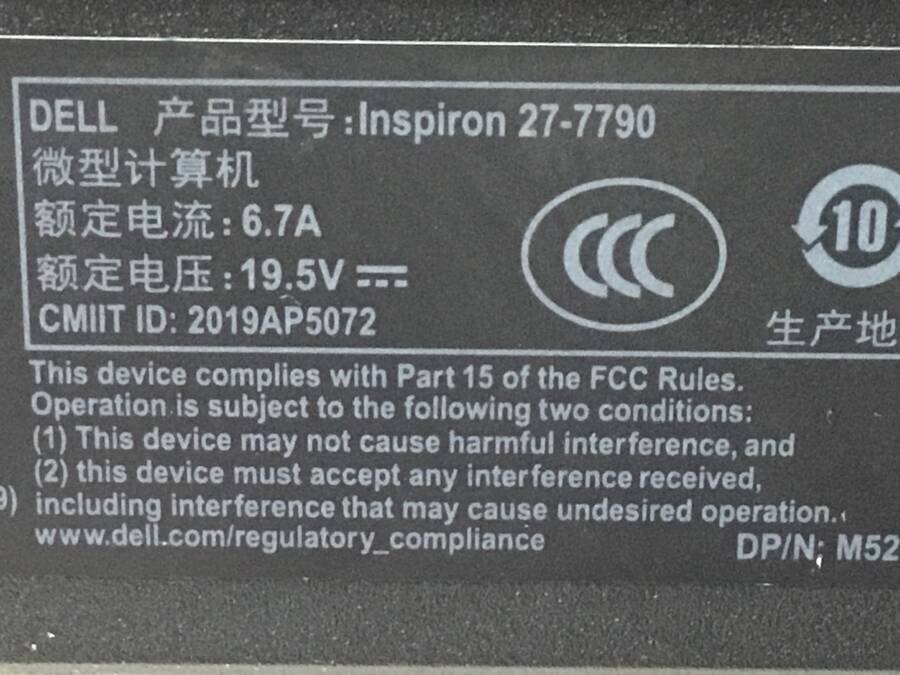 DELL 产品型号:Inspiron 27-7790
微型计算机
额定电流:6.7A
额定电压:19.5V
CMIIT ID: 2019AP5072
CCC
10
生产地
This device complies with Part 15 of the FCC Rules.
Operation is subject to the following two conditions:
(1) This device may not cause harmful interference, and
(2) this device must accept any interference received,
9) including interference that may cause undesired operation.
www.dell.com/regulatory_compliance
DP/N: M52